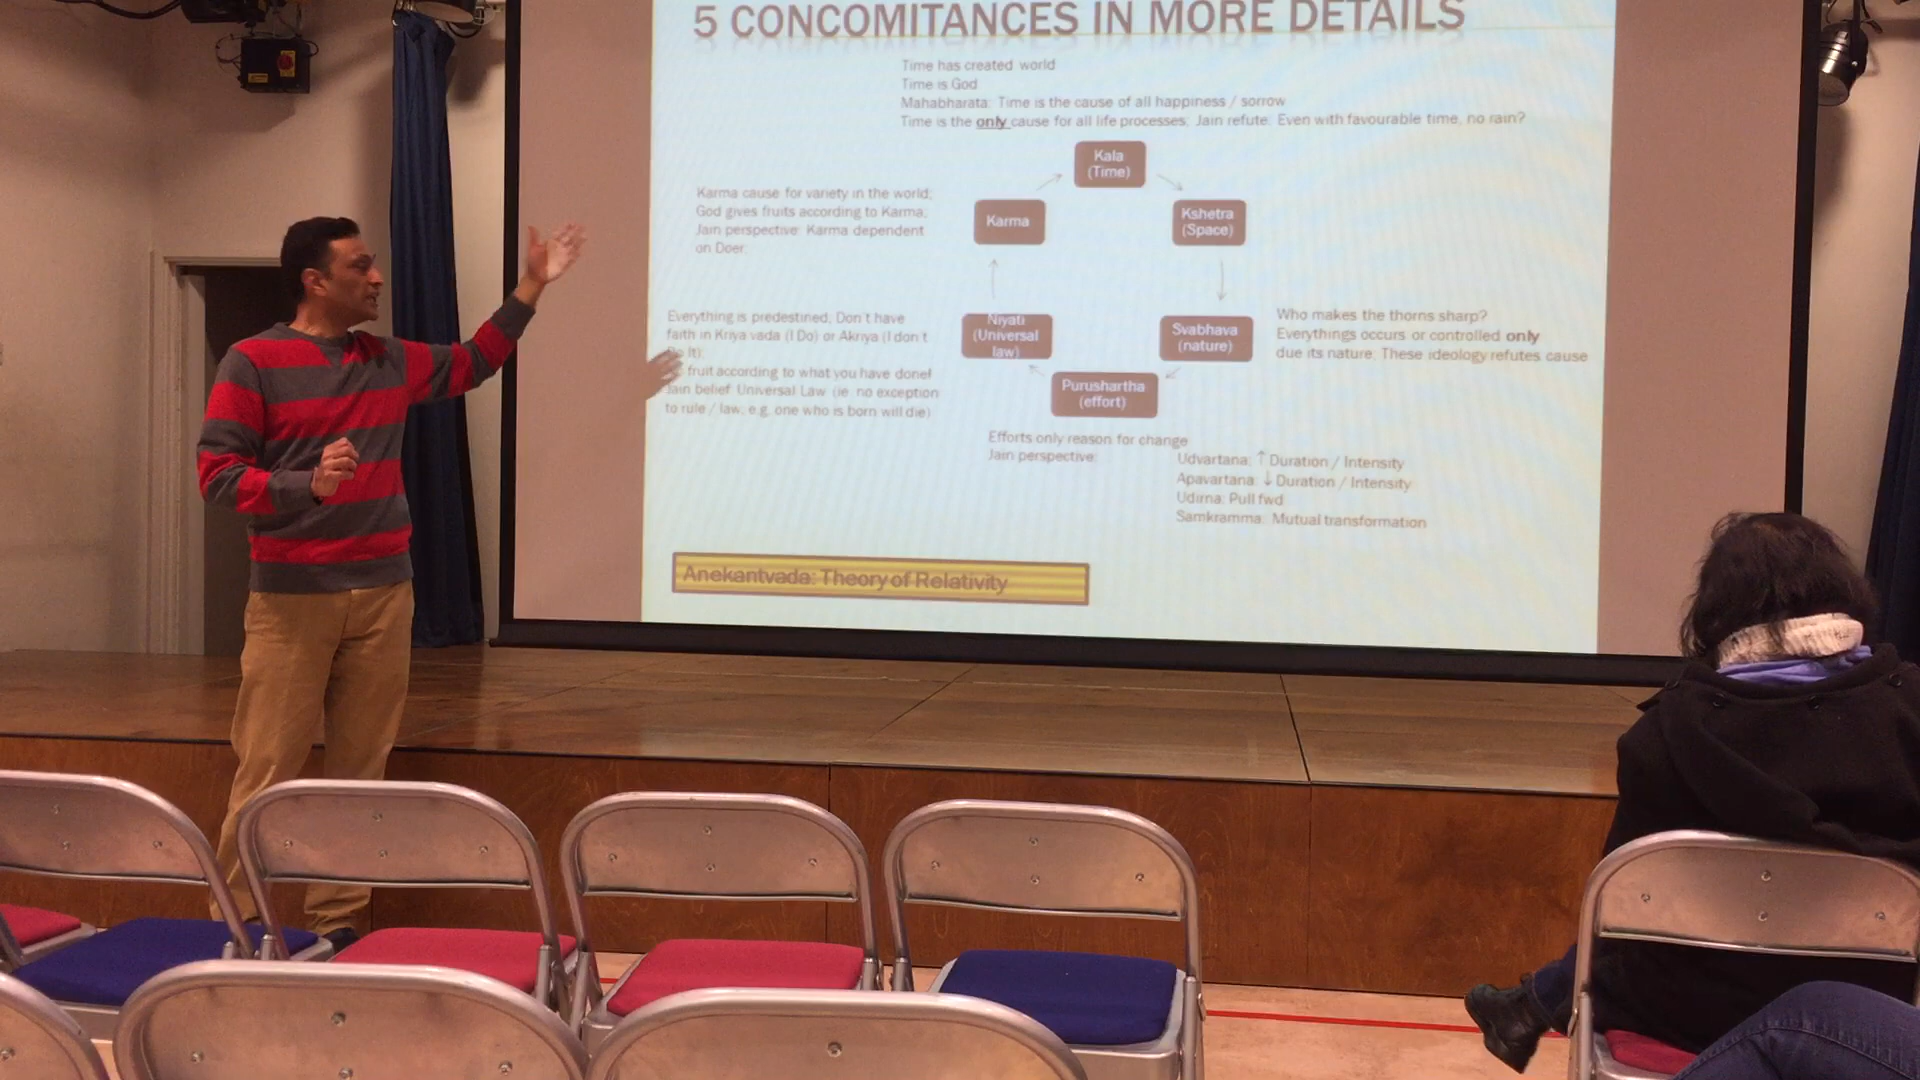 5 CONCOMITANCES IN MORE DETAILS
Time has created world
Time is God
Mahabharata: Time is the cause of all happiness / sorrow
Time is the only cause for all life processes; Jain refute: Even with favourable time, no rain?
Kala
(Time)
Karma cause for variety in the world;
God gives fruits according to Karma;
Jain perspective: Karma dependent
on Doer;
Karma
Kshetra
(Space)
Everything is predestined; Don't have
faith in Kriya vada (I Do) or Akriya (I don't
It);
fruit according to what you have done!
Jain belief: Universal Law (ie. no exception
to rule / law; e.g. one who is born will die)
Niyati
(Universal
law)
Svabhava
(nature)
Who makes the thorns sharp?
Everythings occurs or controlled only
due its nature; These ideology refutes cause
Purushartha
(effort)
Efforts only reason for change
Jain perspective:
Udvartana: ↑ Duration / Intensity
Apavartana: ↓ Duration / Intensity
Udirna: Pull fwd
Samkramma: Mutual transformation
Anekantvada: Theory of Relativity